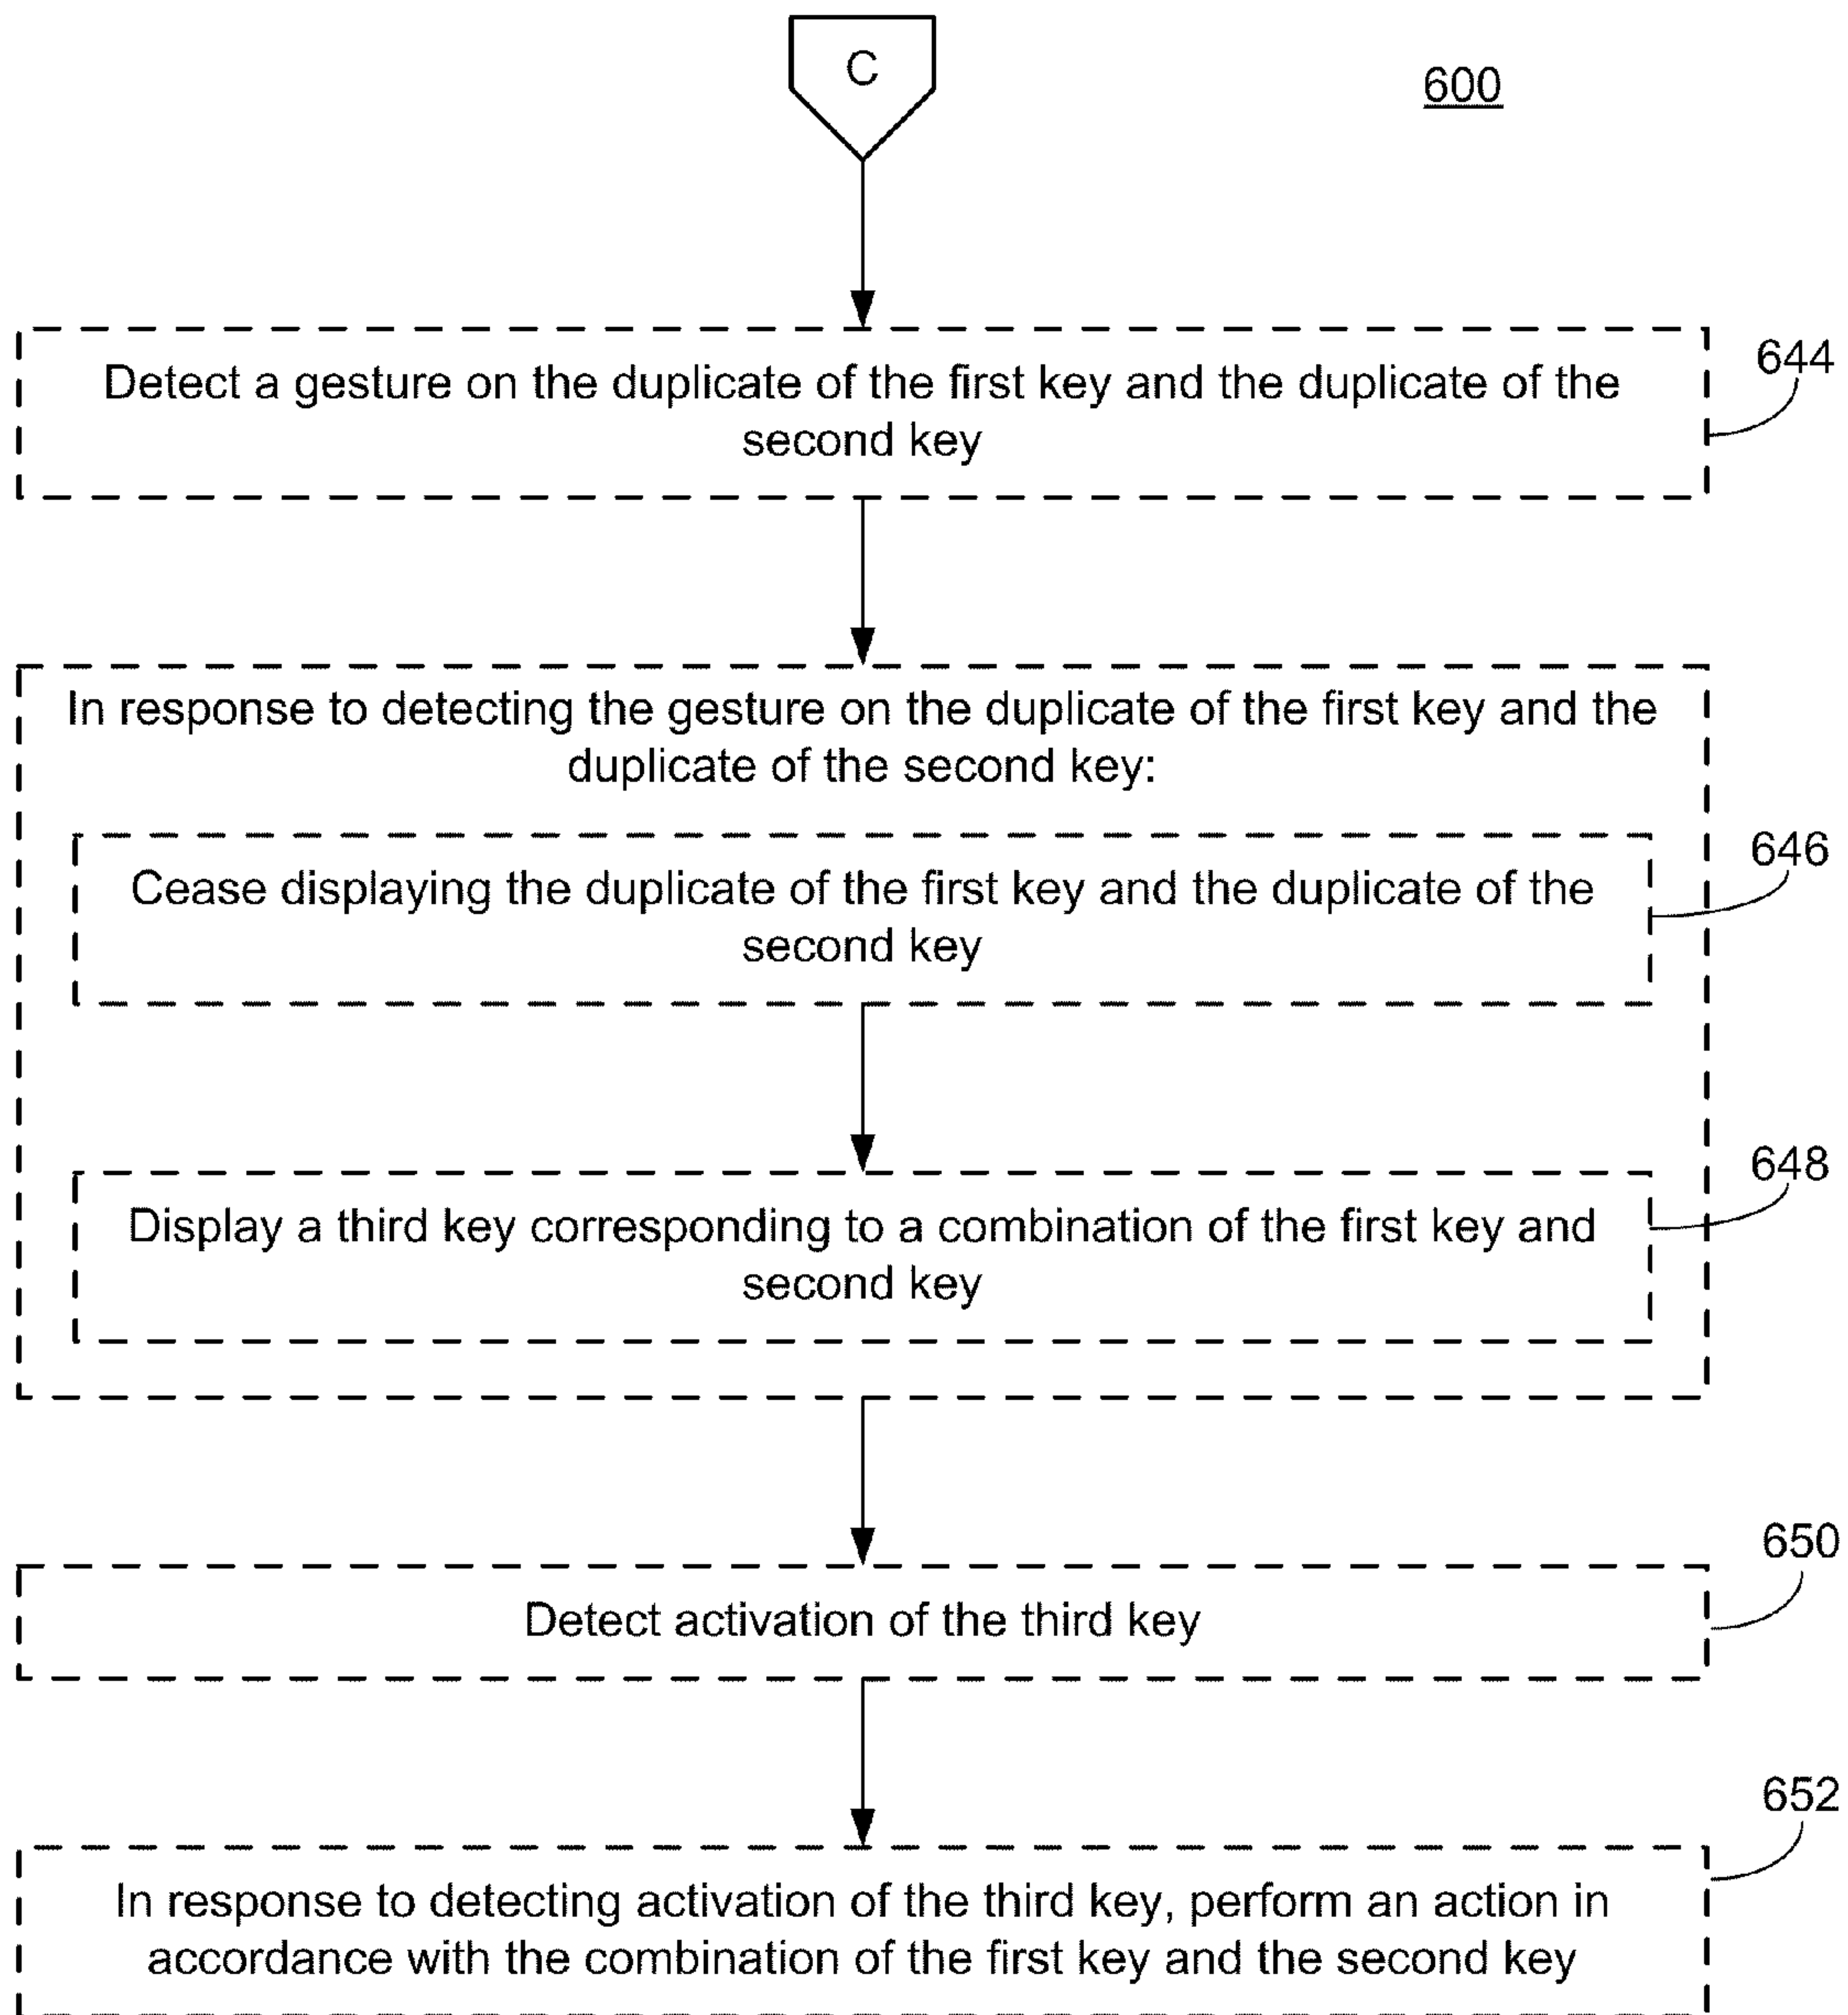 C
600
Detect a gesture on the duplicate of the first key and the duplicate of the
second key
644
In response to detecting the gesture on the duplicate of the first key and the
duplicate of the second key:
Cease displaying the duplicate of the first key and the duplicate of the
second key
646
Display a third key corresponding to a combination of the first key and
second key
648
Detect activation of the third key
650
In response to detecting activation of the third key, perform an action in
accordance with the combination of the first key and the second key
652